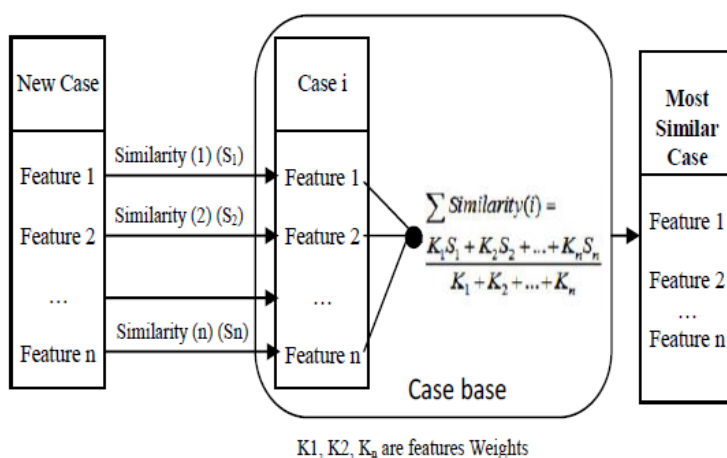 New Case
Feature 1
Feature 2
...
Feature n
Similarity (1) (S₁)
Similarity (2) (S₂)
Similarity (n) (Sn)
Case i
Feature 1
Feature 2
...
Feature n
∑ Similarity(i) =
K₁S₁ + K₂S₂ + ... + KₙSₙ
K₁ + K₂ + ... + Kₙ
Case base
Most
Similar
Case
Feature 1
Feature 2
...
Feature n
K1, K2, Kₙ are features Weights